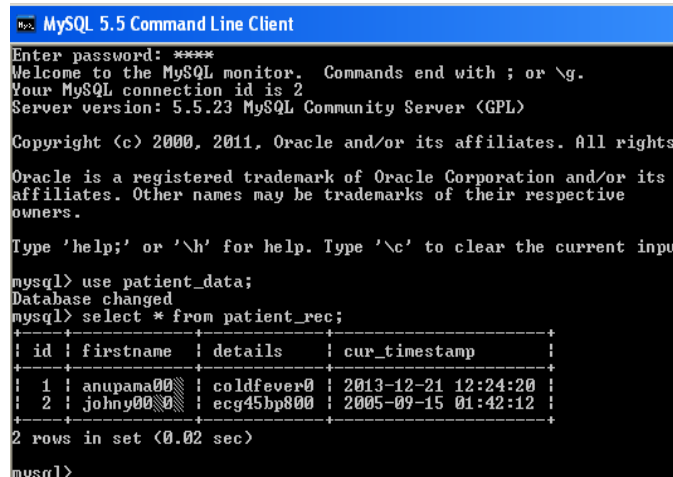 MySQL 5.5 Command Line Client
Enter password: ****
Welcome to the MySQL monitor.  Commands end with ; or \g.
Your MySQL connection id is 2
Server version: 5.5.23 MySQL Community Server (GPL)
Copyright (c) 2000, 2011, Oracle and/or its affiliates. All rights
Oracle is a registered trademark of Oracle Corporation and/or its
affiliates. Other names may be trademarks of their respective
owners.
Type 'help;' or '\h' for help. Type '\c' to clear the current inpu
mysql> use patient_data;
Database changed
mysql> select * from patient_rec;
+----+-------------+------------+---------------------+
| id | firstname | details | cur_timestamp |
+----+-------------+------------+---------------------+
| 1 | anupama00░ | coldfever0 | 2013-12-21 12:24:20 |
| 2 | johny00░0░ | ecg45bp800 | 2005-09-15 01:42:12 |
+----+-------------+------------+---------------------+
2 rows in set (0.02 sec)
mysql>